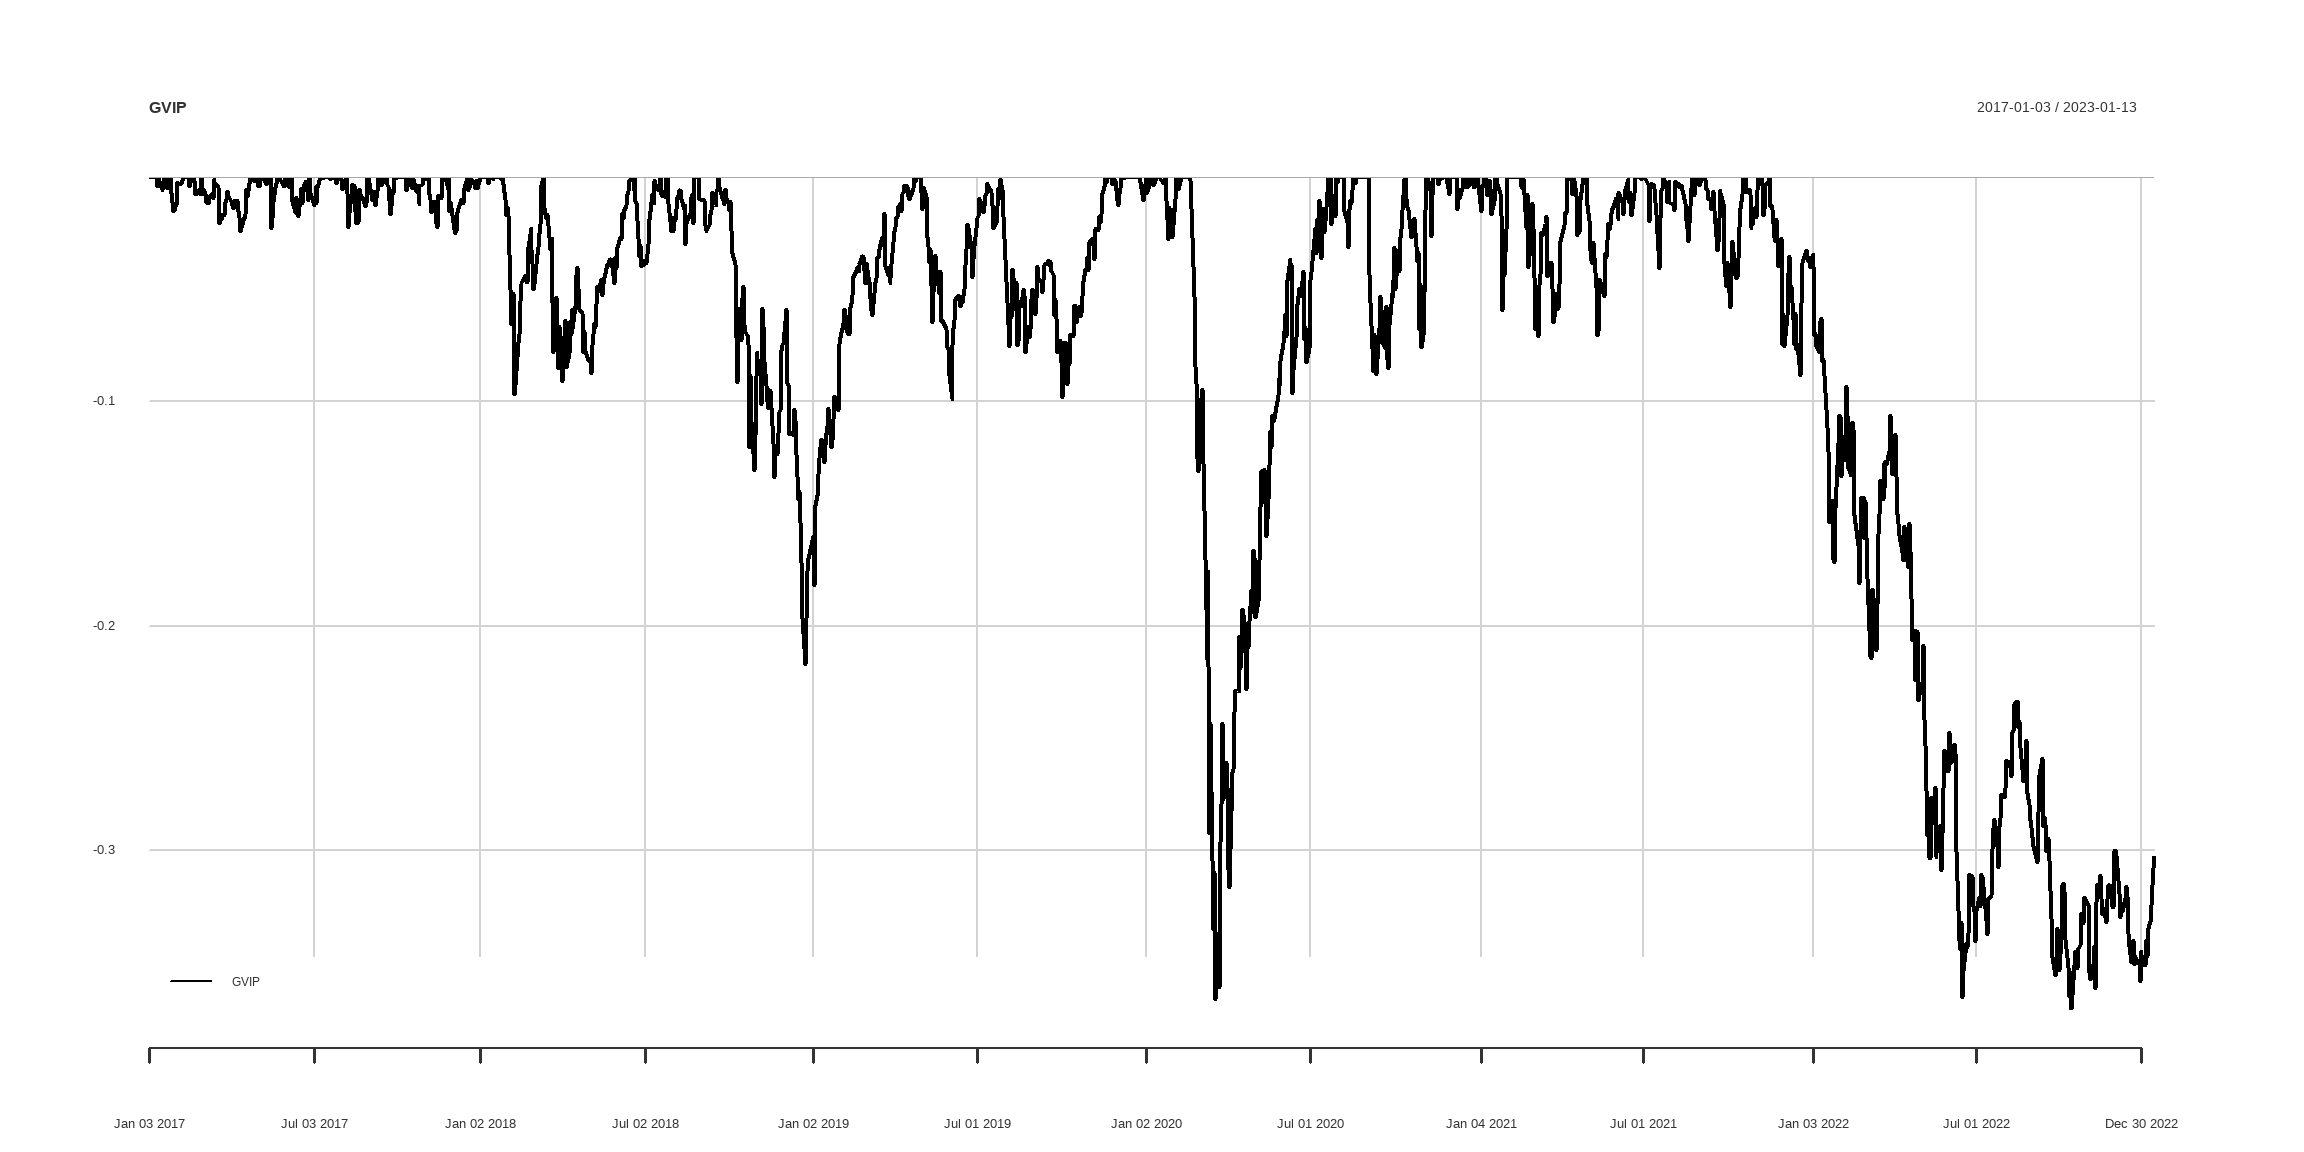 GVIP
2017-01-03 / 2023-01-13
-0.1
-0.2
-0.3
GVIP
Jan 03 2017
Jul 03 2017
Jan 02 2018
Jul 02 2018
Jan 02 2019
Jul 01 2019
Jan 02 2020
Jul 01 2020
Jan 04 2021
Jul 01 2021
Jan 03 2022
Jul 01 2022
Dec 30 2022